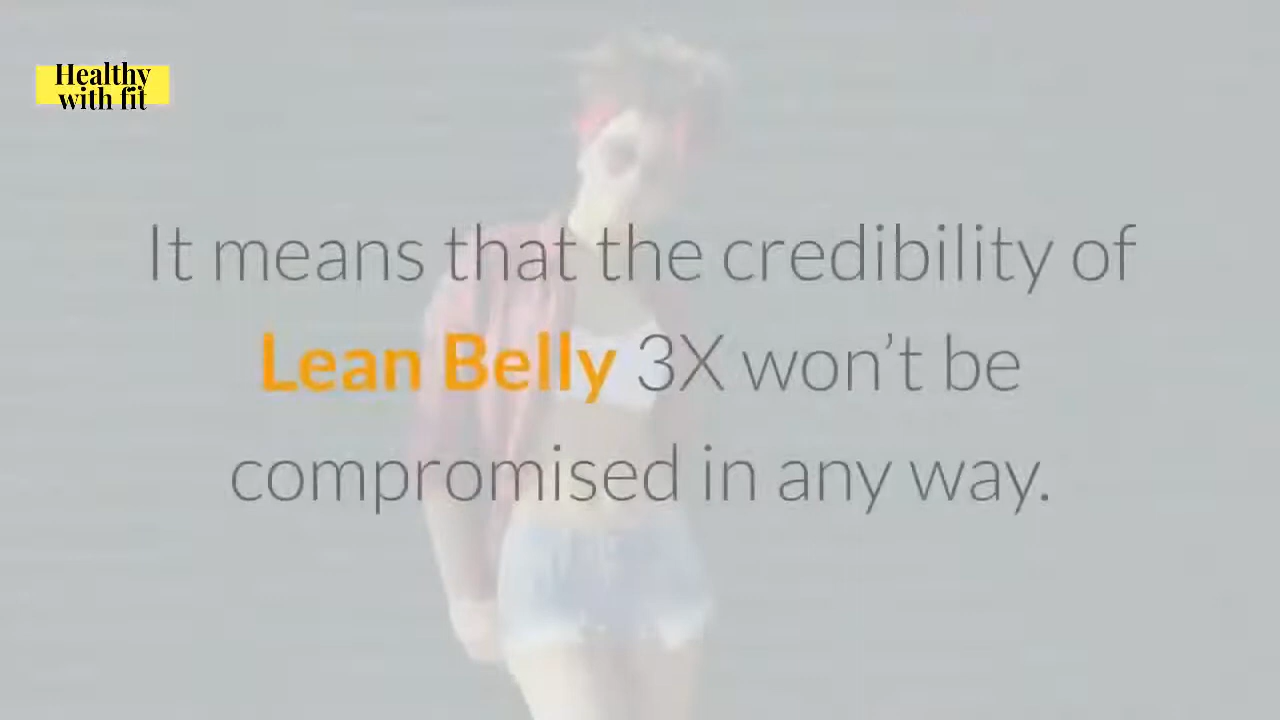 Healthy
with fit
It means that the credibility of
Lean Belly 3X won’t be
compromised in any way.